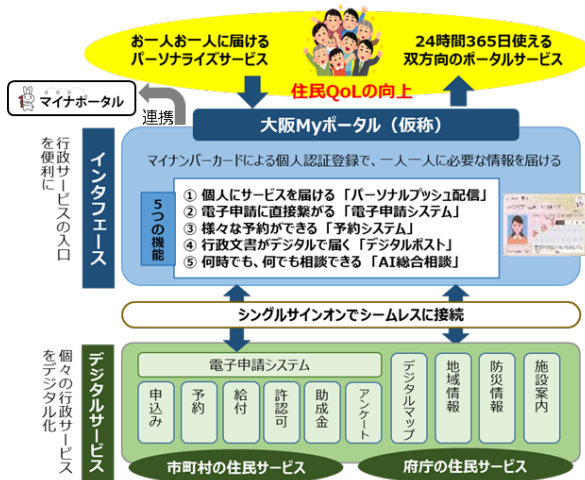 お一人お一人に届ける
パーソナライズサービス
24時間365日使える
双方向のポータルサービス
住民QoLの向上
マイナポータル
連携
大阪Myポータル（仮称）
マイナンバーカードによる個人認証登録で、一人一人に必要な情報を届ける
行政サービスの入口
を便利に
インタフェース
5つの機能
① 個人にサービスを届ける「パーソナルプッシュ配信」
② 電子申請に直接繋がる「電子申請システム」
③ 様々な予約ができる「予約システム」
④ 行政文書がデジタルで届く「デジタルポスト」
⑤ 何時でも、何でも相談できる「AI総合相談」
シングルサインオンでシームレスに接続
個々の行政サービス
をデジタル化
デジタルサービス
電子申請システム
申込み
予約
給付
許認可
助成金
アンケート
デジタルマップ
地域情報
防災情報
施設案内
市町村の住民サービス
府庁の住民サービス